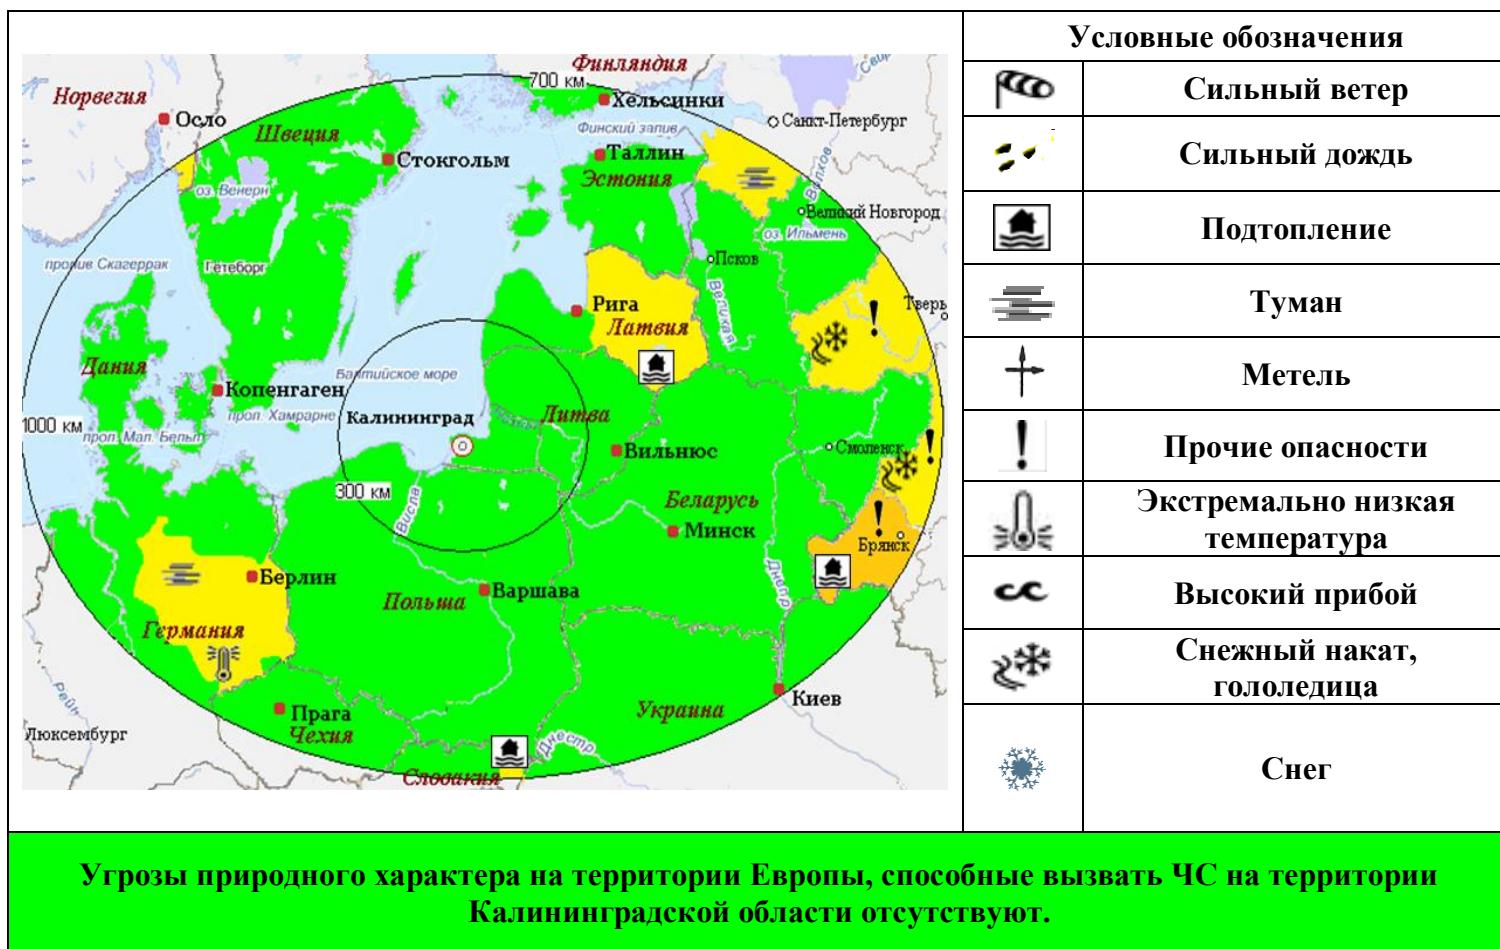 Условные обозначения
Сильный ветер
Сильный дождь
Подтопление
Туман
Метель
Прочие опасности
Экстремально низкая
температура
Высокий прибой
Снежный накат,
гололедица
Снег
Финляндия
700 км
Норвегия
Хельсинки
Осло
Санкт-Петербург
Швеция
Финский залив
Стокгольм
Таллин
Эстония
Волхов
оз. Венерн
Великий Новгород
оз. Ильмень
пролив Скагеррак
Гётеборг
Псков
Великая
Рига
Тверь
Латвия
Дания
Балтийское море
Копенгаген
Калининград
Литва
1000 км
проп. Мал. Бельт
проп. Хамрарне
Вильнюс
Смоленск
300 км
Висла
Беларусь
Минск
Брянск
Берлин
Варшава
Польша
Днепр
Германия
Рейн
Киев
Прага
Украина
Чехия
Люксембург
Днестр
Словакия
Угрозы природного характера на территории Европы, способные вызвать ЧС на территории
Калининградской области отсутствуют.